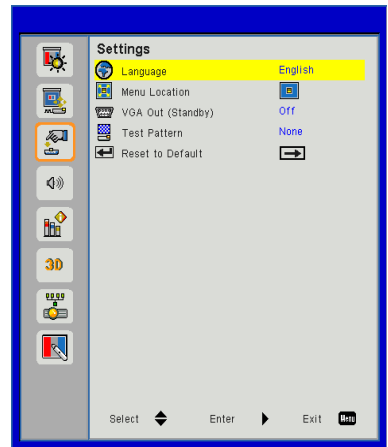 Settings
Language English
Menu Location
VGA Out (Standby) Off
Test Pattern None
Reset to Default
3D
Select Enter Exit Menu